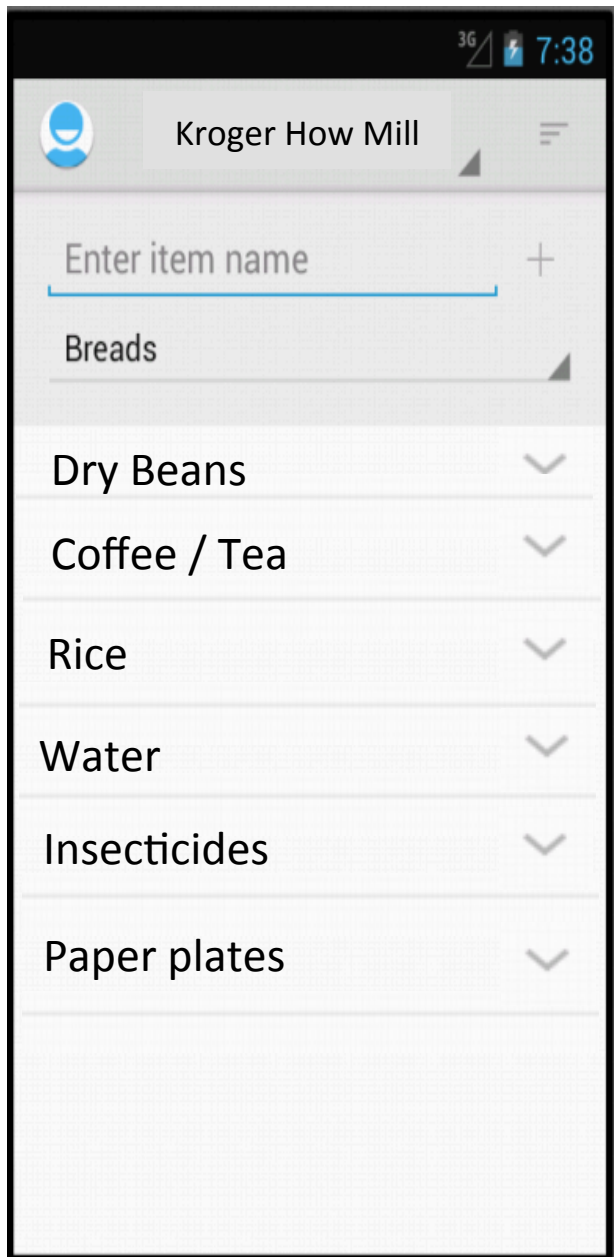 3G 7:38
Kroger How Mill
Enter item name
Breads
Dry Beans
Coffee / Tea
Rice
Water
Insecticides
Paper plates